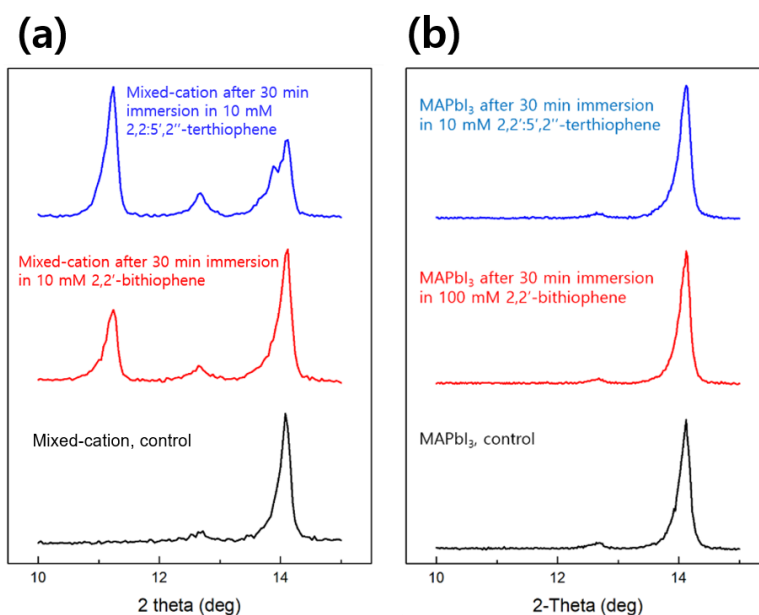 (a)
Mixed-cation after 30 min
immersion in 10 mM
2,2:5',2''-terthiophene
Mixed-cation after 30 min immersion
in 10 mM 2,2'-bithiophene
Mixed-cation, control
10
12
14
2 theta (deg)
(b)
MAPbI₃ after 30 min immersion
in 10 mM 2,2':5',2''-terthiophene
MAPbI₃ after 30 min immersion
in 100 mM 2,2'-bithiophene
MAPbI₃, control
10
12
14
2-Theta (deg)